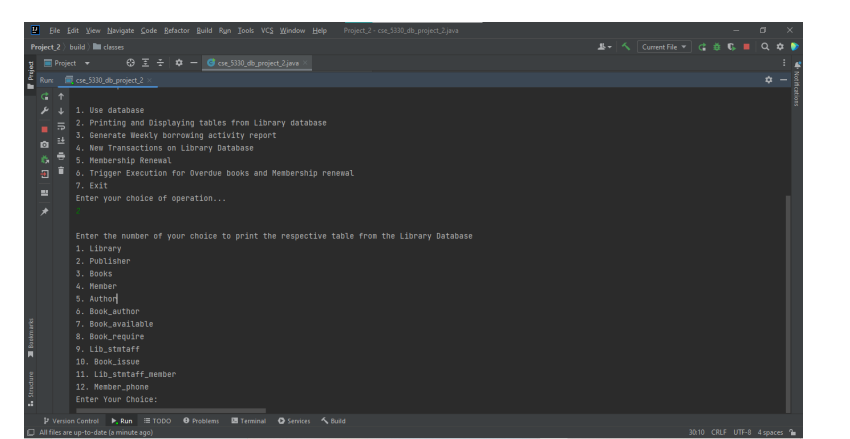 File Edit View Navigate Code Refactor Build Run Tools VCS Window Help Project_2 - cse_5330_db_project_2.java
Project_2 build classes Current File
Project cse_5330_db_project_2.java
Run: cse_5330_db_project_2
1. Use database
2. Printing and Displaying tables from Library database
3. Generate Weekly borrowing activity report
4. New Transactions on Library Database
5. Membership Renewal
6. Trigger Execution for Overdue books and Membership renewal
7. Exit
Enter your choice of operation...
2
Enter the number of your choice to print the respective table from the Library Database
1. Library
2. Publisher
3. Books
4. Member
5. Author
6. Book_author
7. Book_available
8. Book_require
9. Lib_stmtaff
10. Book_issue
11. Lib_stmtaff_member
12. Member_phone
Enter Your Choice:
Project
Bookmarks
Structure
Notifications
Version Control Run TODO Problems Terminal Services Build
All files are up-to-date (a minute ago) 30:10 CRLF UTF-8 4 spaces